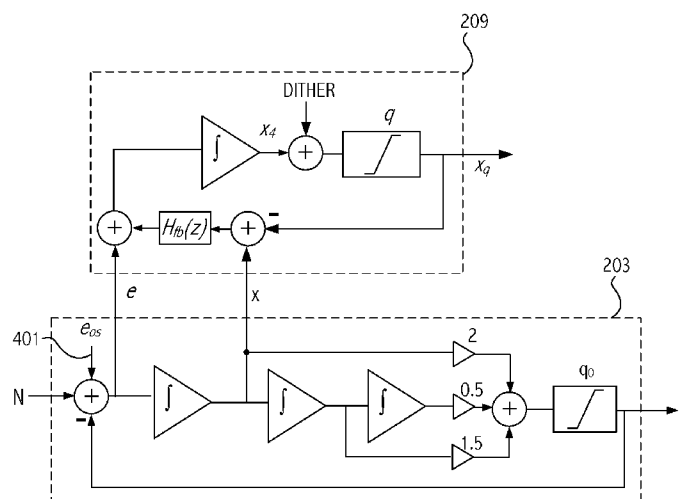 209
DITHER
q
∫
x4
+
xq
-
+
Hfb(z)
+
203
e
x
401
eos
2
N
+
-
∫
∫
∫
0.5
+
q0
1.5